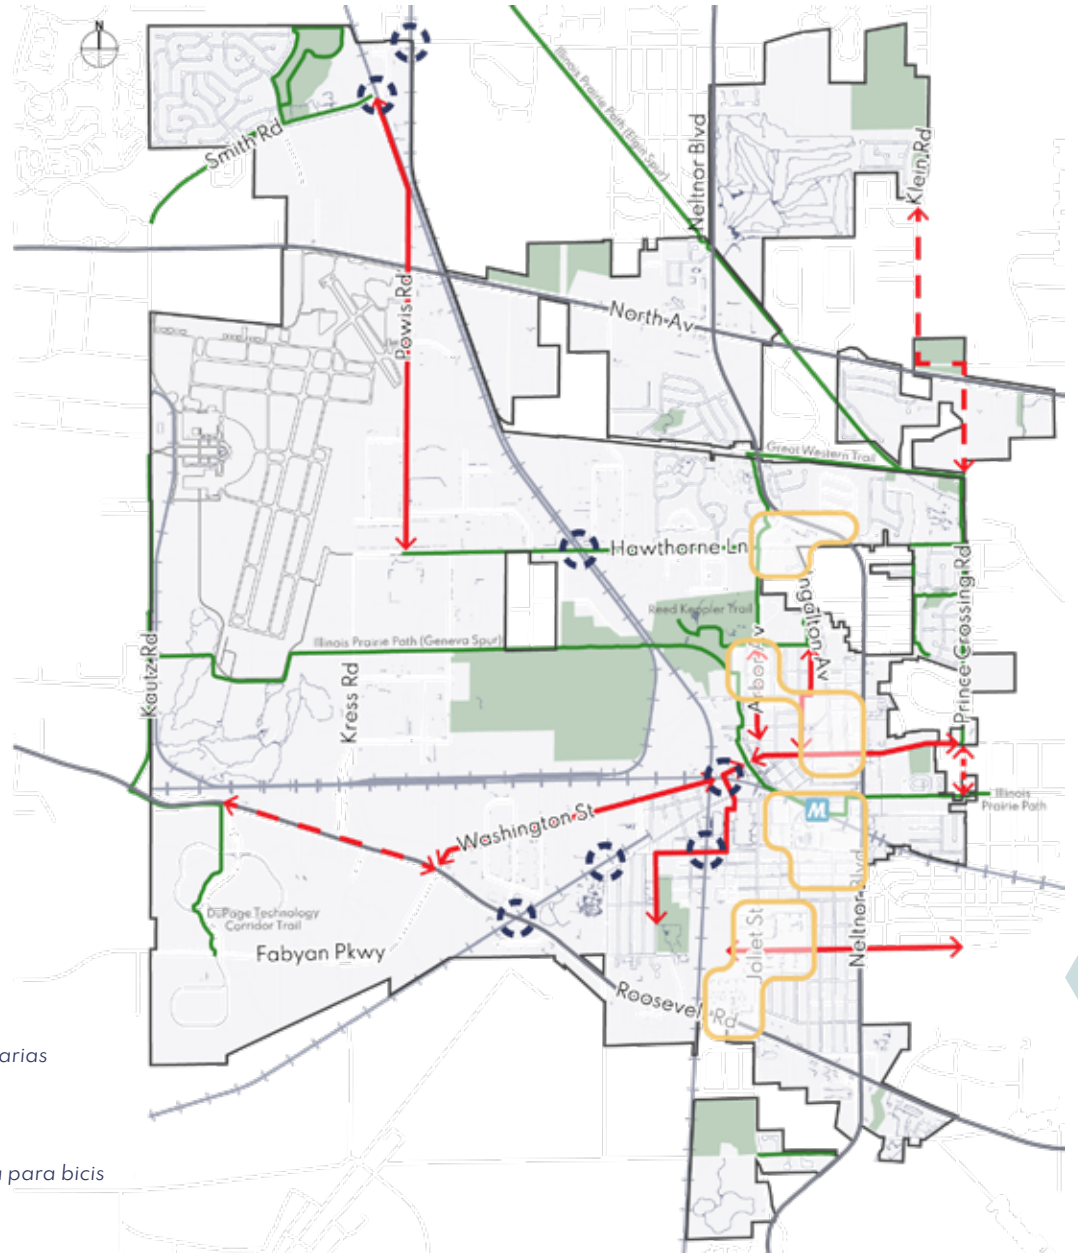 N
Illinois Prairie Path (Elgin Spur)
Neltnor Blvd
Klein Rd
Smith Rd
Powis Rd
North Av
Great Western Trail
Hawthorne Ln
Reed Keppler Trail
Arbor Av
Prince Crossing Rd
Illinois Prairie Path (Geneva Spur)
Kautz Rd
Kress Rd
Illinois
Prairie Path
Washington St
DuPage Technology
Corridor Trail
Fabyan Pkwy
Joliet St
Neltnor Blvd
Roosevelt Rd
arias
para bicis